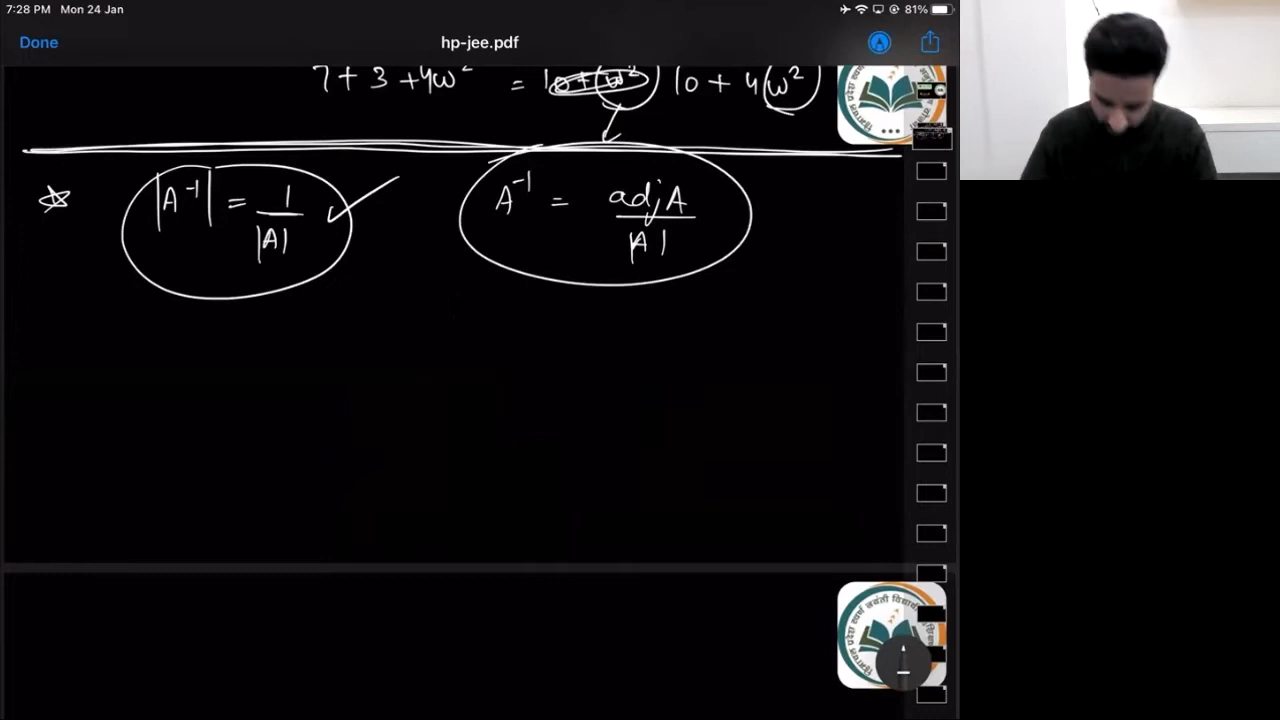 7:28 PM Mon 24 Jan
81%
Done
hp-jee.pdf
7 + 3 + 4ω² = 10 + 4ω²
|A⁻¹| = 1/|A|
A⁻¹ = adj A/|A|